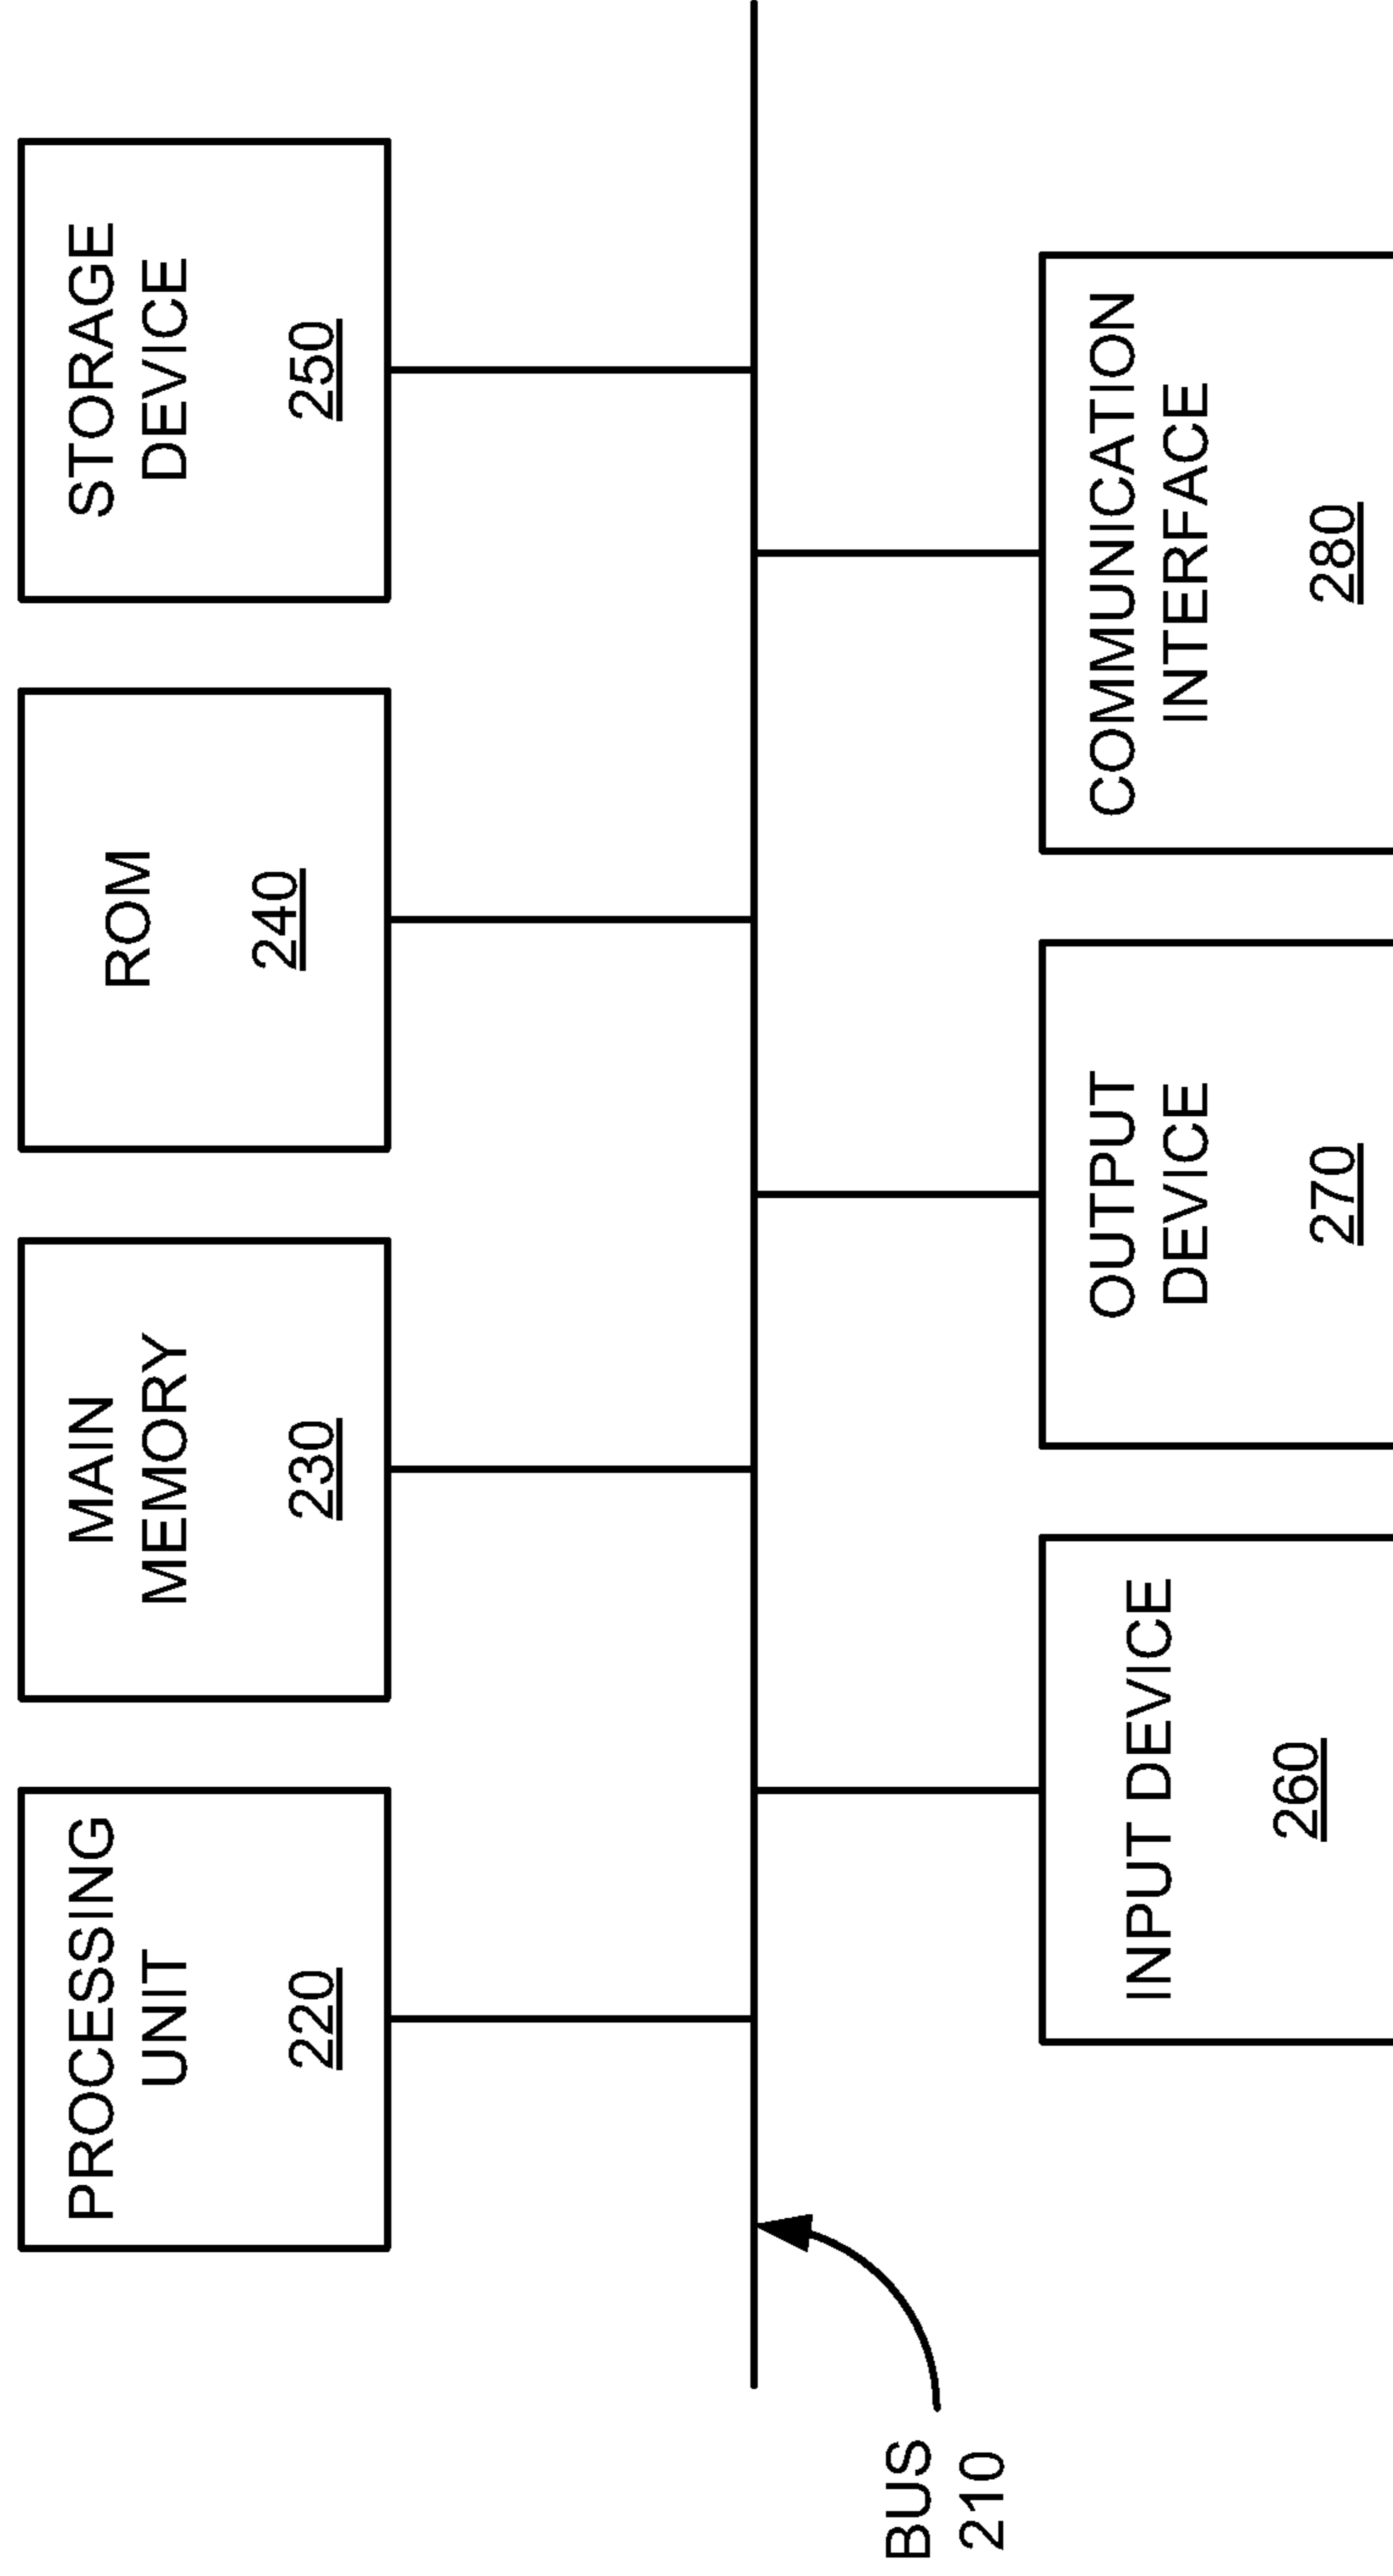 PROCESSING
UNIT
220
MAIN
MEMORY
230
ROM
240
STORAGE
DEVICE
250
BUS
210
INPUT DEVICE
260
OUTPUT
DEVICE
270
COMMUNICATION
INTERFACE
280